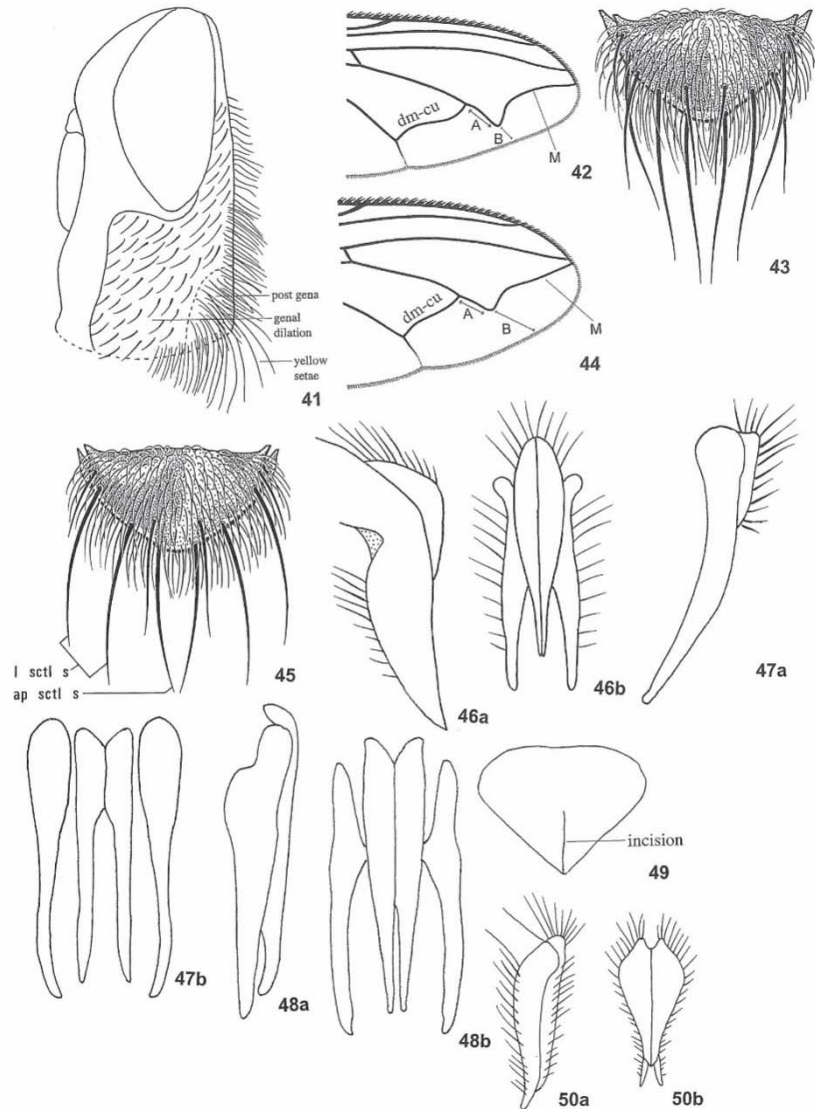 post gena
genal
dilation
yellow
setae
41
dm-cu
A
B
M
42
43
dm-cu
A
B
M
44
l sctl s
ap sctl s
45
46a
46b
47a
47b
48a
48b
incision
49
50a
50b